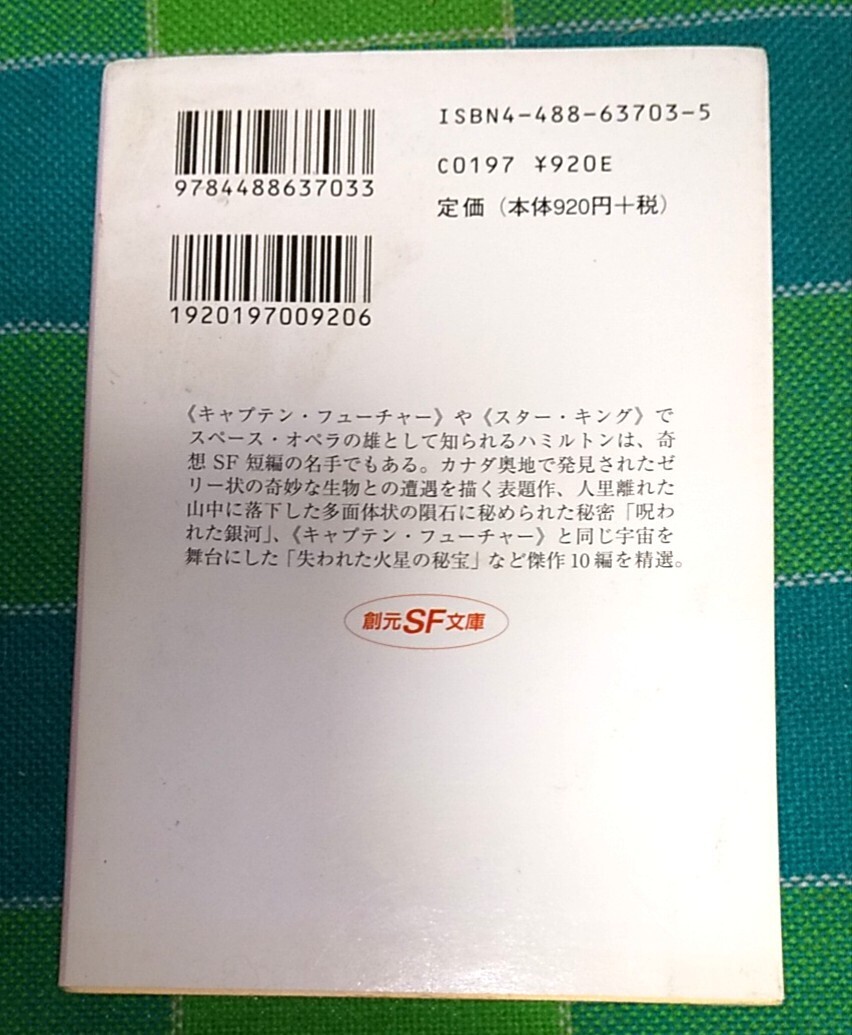 9784488637033
ISBN4-488-63703-5
C0197 ¥920E
定価（本体920円＋税）
1920197009206
《キャプテン・フューチャー》や《スター・キング》で
スペース・オペラの雄として知られるハミルトンは、奇
想SF短編の名手でもある。カナダ奥地で発見されたゼ
リー状の奇妙な生物との遭遇を描く表題作、人里離れた
山中に落下した多面体状の隕石に秘められた秘密「呪わ
れた銀河」、《キャプテン・フューチャー》と同じ宇宙を
舞台にした「失われた火星の秘宝」など傑作10編を精選。
創元SF文庫